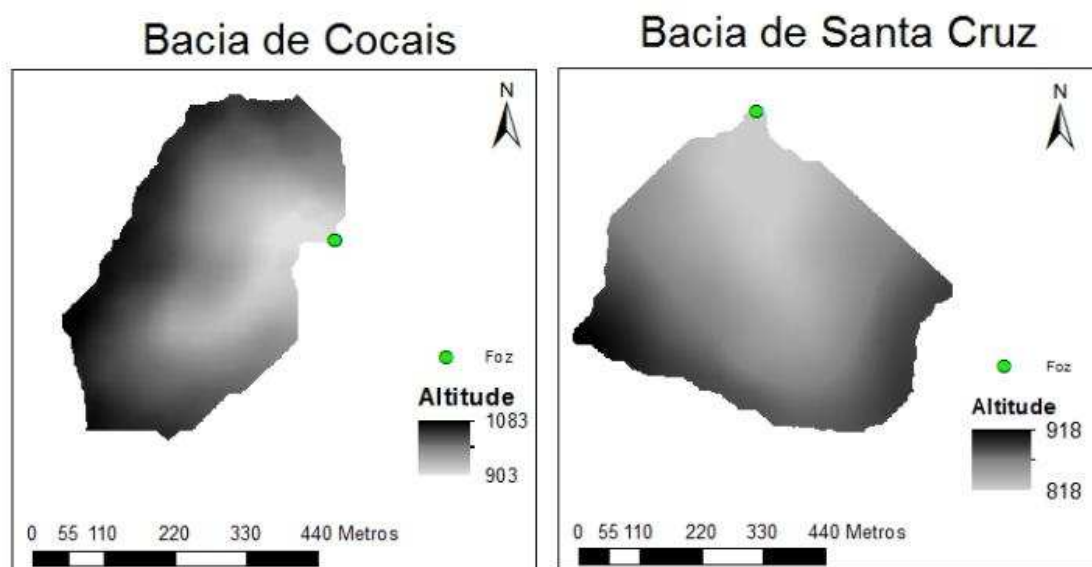 Bacia de Cocais
N
Foz
Altitude
1083
903
0 55 110 220 330 440 Metros
Bacia de Santa Cruz
N
Foz
Altitude
918
818
0 55 110 220 330 440 Metros